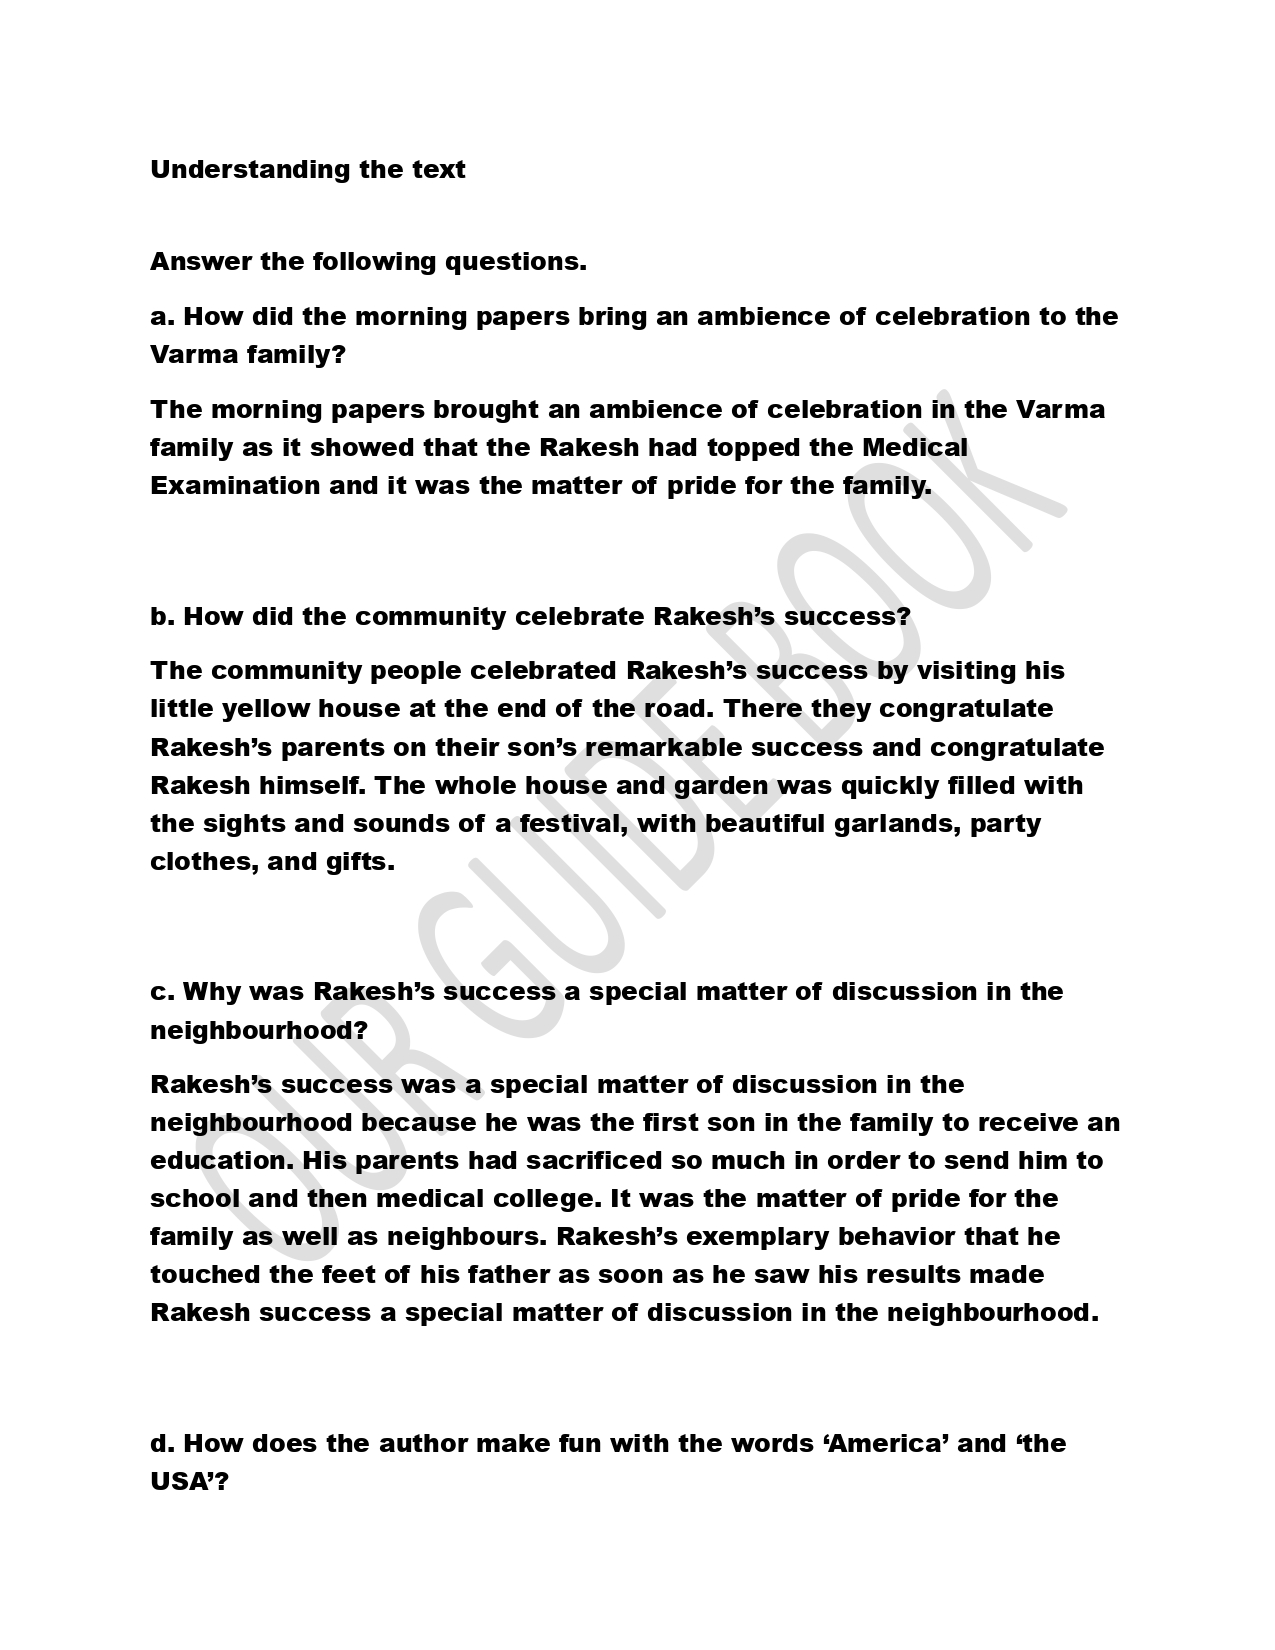 Understanding the text
Answer the following questions.
a. How did the morning papers bring an ambience of celebration to the
Varma family?
The morning papers brought an ambience of celebration in the Varma
family as it showed that the Rakesh had topped the Medical
Examination and it was the matter of pride for the family.
b. How did the community celebrate Rakesh’s success?
The community people celebrated Rakesh’s success by visiting his
little yellow house at the end of the road. There they congratulate
Rakesh’s parents on their son’s remarkable success and congratulate
Rakesh himself. The whole house and garden was quickly filled with
the sights and sounds of a festival, with beautiful garlands, party
clothes, and gifts.
c. Why was Rakesh’s success a special matter of discussion in the
neighbourhood?
Rakesh’s success was a special matter of discussion in the
neighbourhood because he was the first son in the family to receive an
education. His parents had sacrificed so much in order to send him to
school and then medical college. It was the matter of pride for the
family as well as neighbours. Rakesh’s exemplary behavior that he
touched the feet of his father as soon as he saw his results made
Rakesh success a special matter of discussion in the neighbourhood.
d. How does the author make fun with the words ‘America’ and ‘the
USA’?
OUR GUIDE BOOK